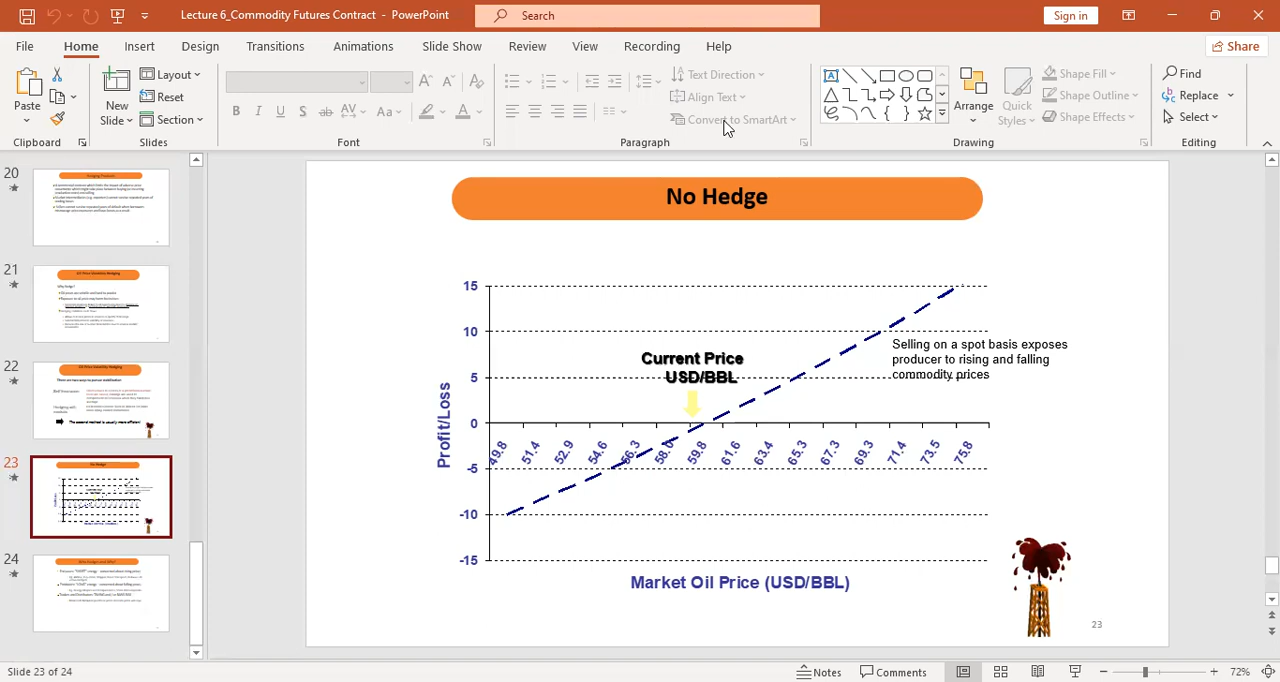 Lecture 6_Commodity Futures Contract - PowerPoint
Search
Sign in
File Home Insert Design Transitions Animations Slide Show Review View Recording Help
Share
Paste
New Slide
Layout
Reset
Section
Text Direction
Align Text
Convert to SmartArt
Arrange
Quick Styles
Shape Fill
Shape Outline
Shape Effects
Find
Replace
Select
Clipboard Slides Font Paragraph Drawing Editing
20
21
22
23
24
No Hedge
15
10
5
0
-5
-10
-15
Profit/Loss
Current Price
USD/BBL
Selling on a spot basis exposes
producer to rising and falling
commodity prices
49.8 51.4 52.9 54.6 56.3 58.0 59.8 61.6 63.4 65.3 67.3 69.3 71.4 73.5 75.8
Market Oil Price (USD/BBL)
23
Slide 23 of 24
Notes
Comments
72%